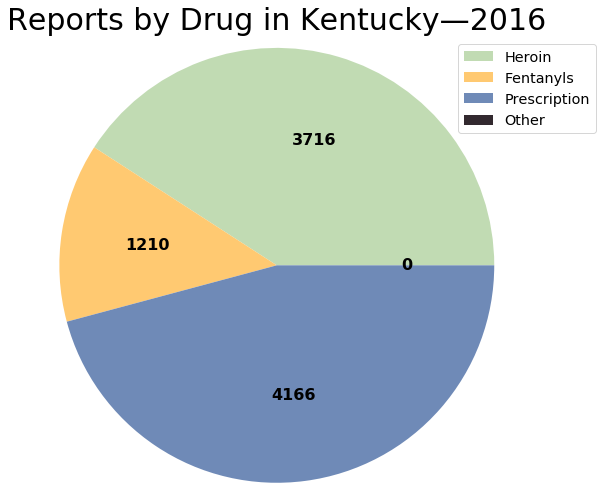 Reports by Drug in Kentucky—2016
Heroin
Fentanyls
Prescription
Other
3716
1210
0
4166